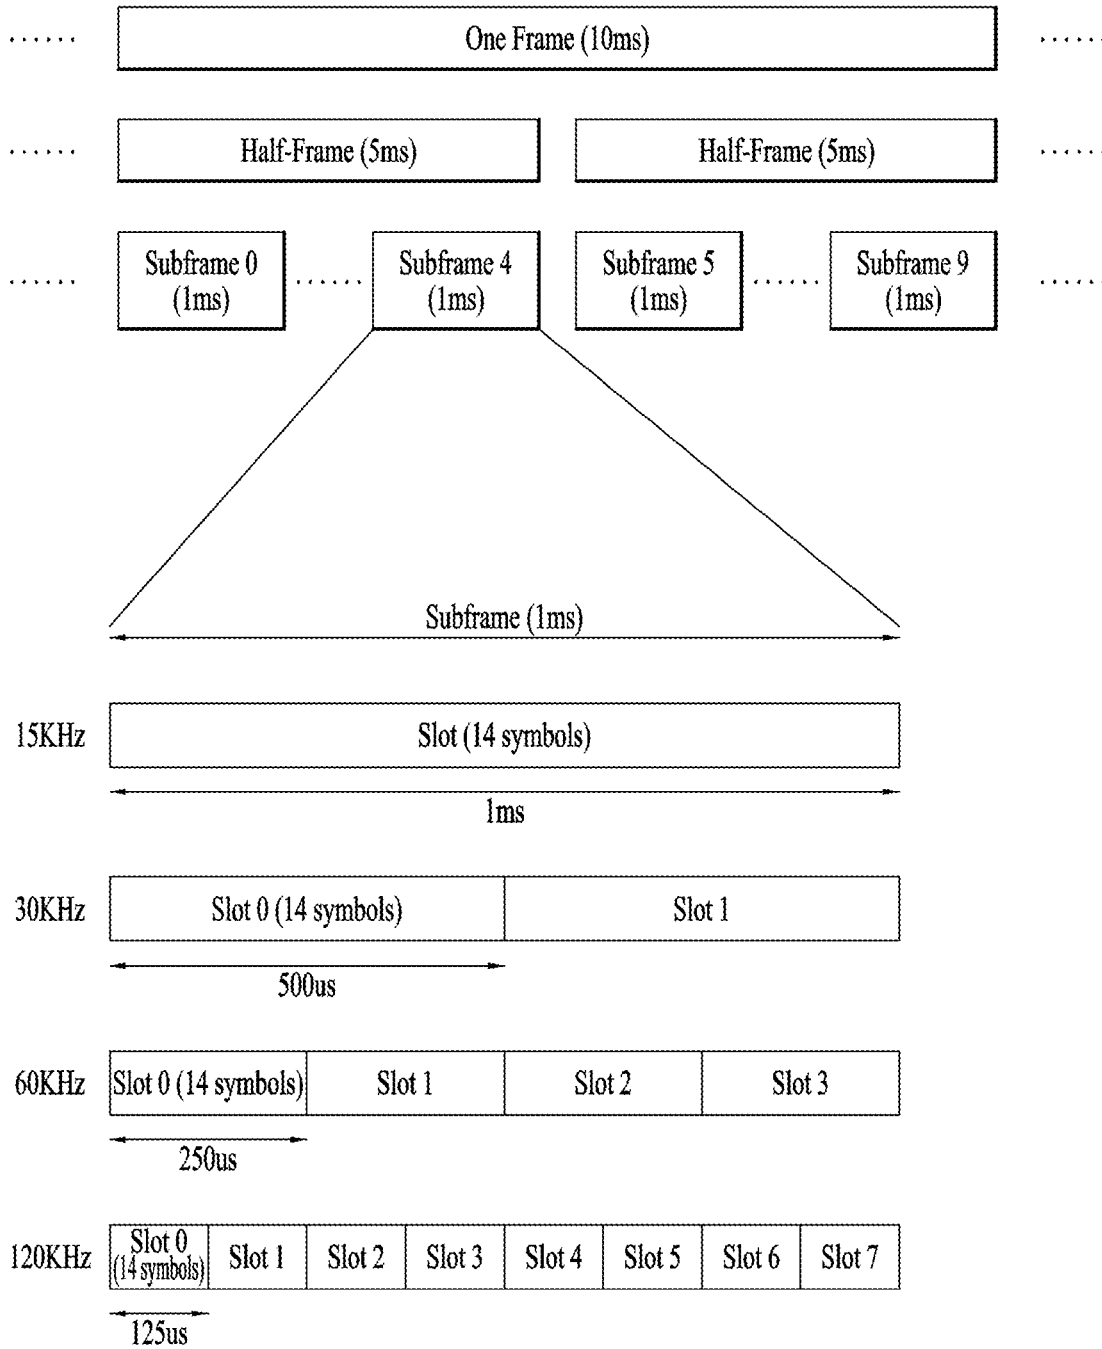 One Frame (10ms)
Half-Frame (5ms)
Half-Frame (5ms)
Subframe 0
(1ms)
Subframe 4
(1ms)
Subframe 5
(1ms)
Subframe 9
(1ms)
Subframe (1ms)
15KHz
Slot (14 symbols)
1ms
30KHz
Slot 0 (14 symbols)
Slot 1
500us
60KHz
Slot 0 (14 symbols)
Slot 1
Slot 2
Slot 3
250us
120KHz
Slot 0
(14 symbols)
Slot 1
Slot 2
Slot 3
Slot 4
Slot 5
Slot 6
Slot 7
125us